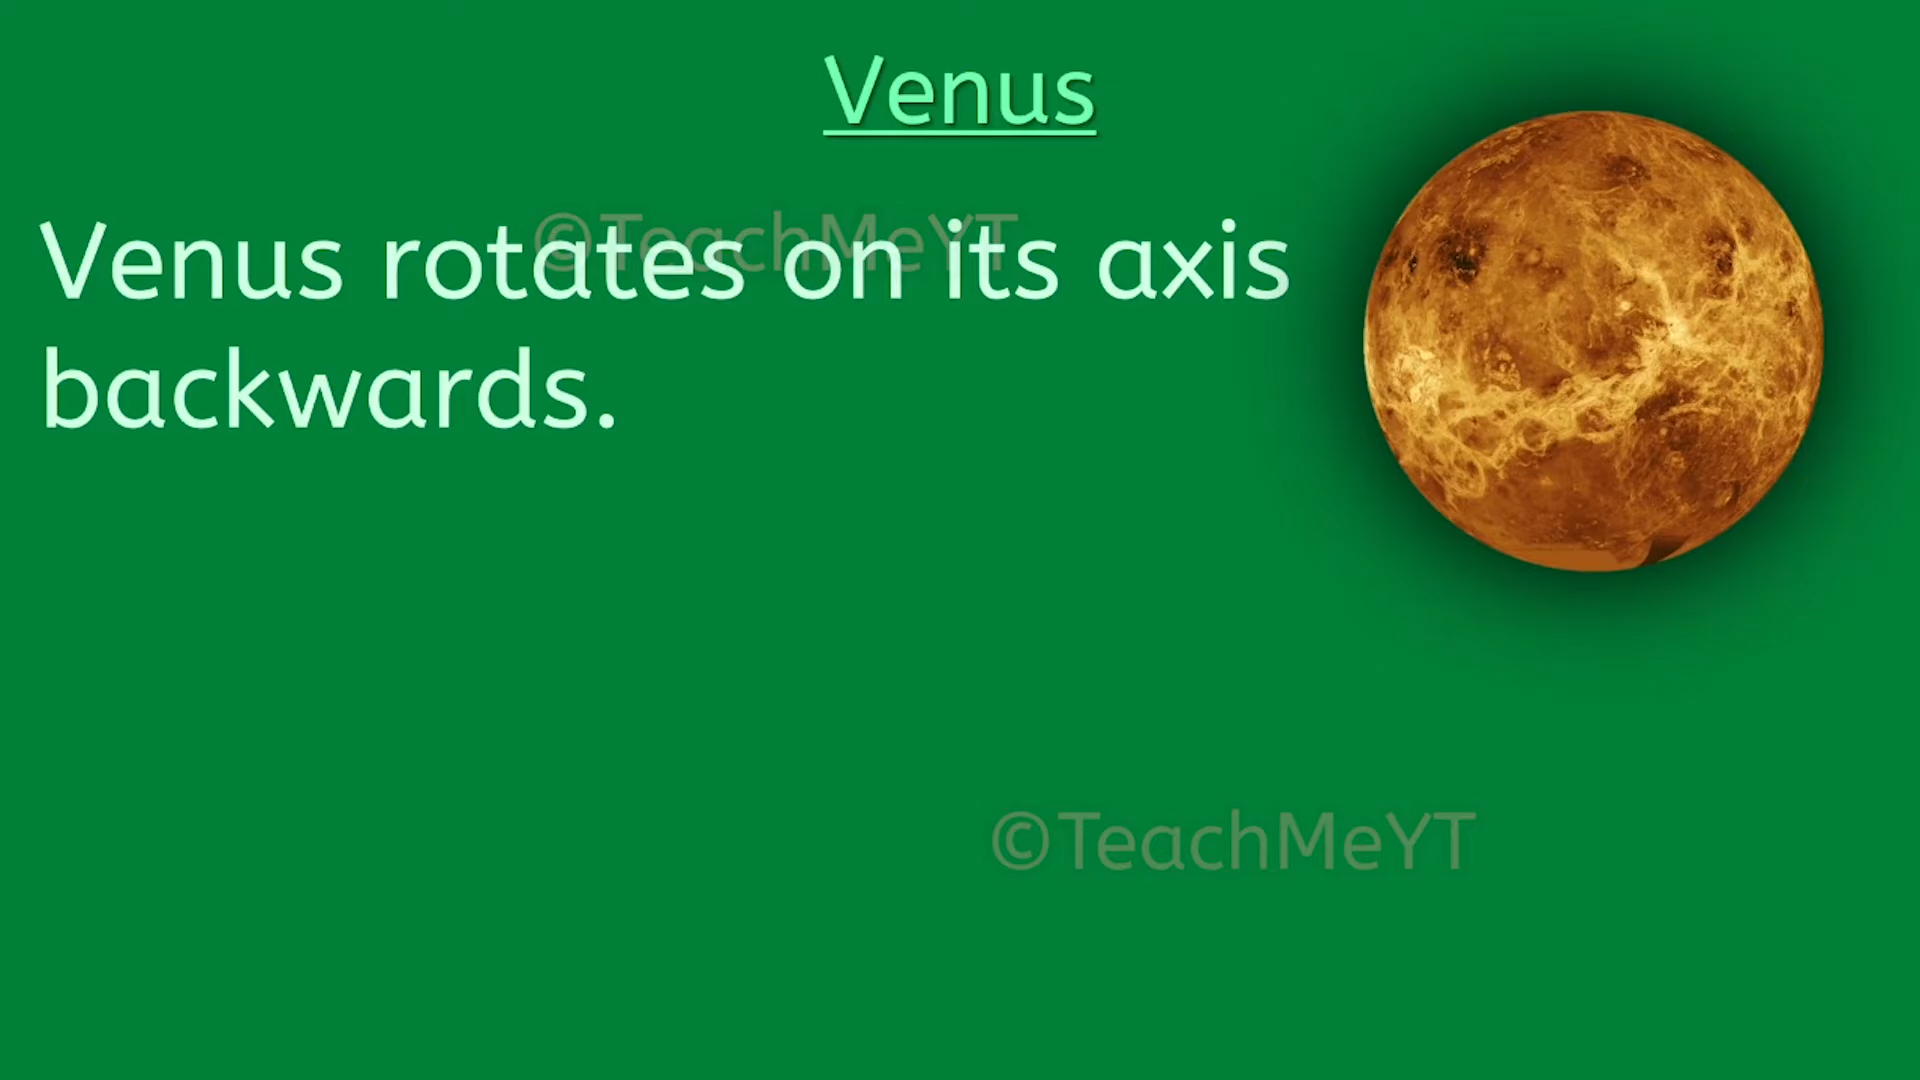 Venus
©TeachMeYT
Venus rotates on its axis
backwards.
©TeachMeYT